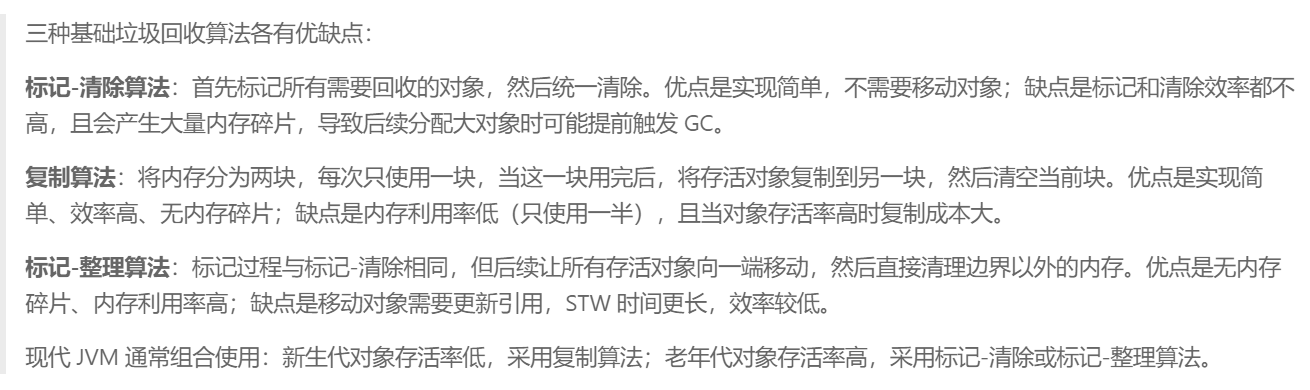 三种基础垃圾回收算法各有优缺点：
标记-清除算法：首先标记所有需要回收的对象，然后统一清除。优点是实现简单，不需要移动对象；缺点是标记和清除效率都不
高，且会产生大量内存碎片，导致后续分配大对象时可能提前触发 GC。
复制算法：将内存分为两块，每次只使用一块，当这一块用完后，将存活对象复制到另一块，然后清空当前块。优点是实现简
单、效率高、无内存碎片；缺点是内存利用率低（只使用一半），且当对象存活率高时复制成本大。
标记-整理算法：标记过程与标记-清除相同，但后续让所有存活对象向一端移动，然后直接清理边界以外的内存。优点是无内存
碎片、内存利用率高；缺点是移动对象需要更新引用，STW 时间更长，效率较低。
现代 JVM 通常组合使用：新生代对象存活率低，采用复制算法；老年代对象存活率高，采用标记-清除或标记-整理算法。